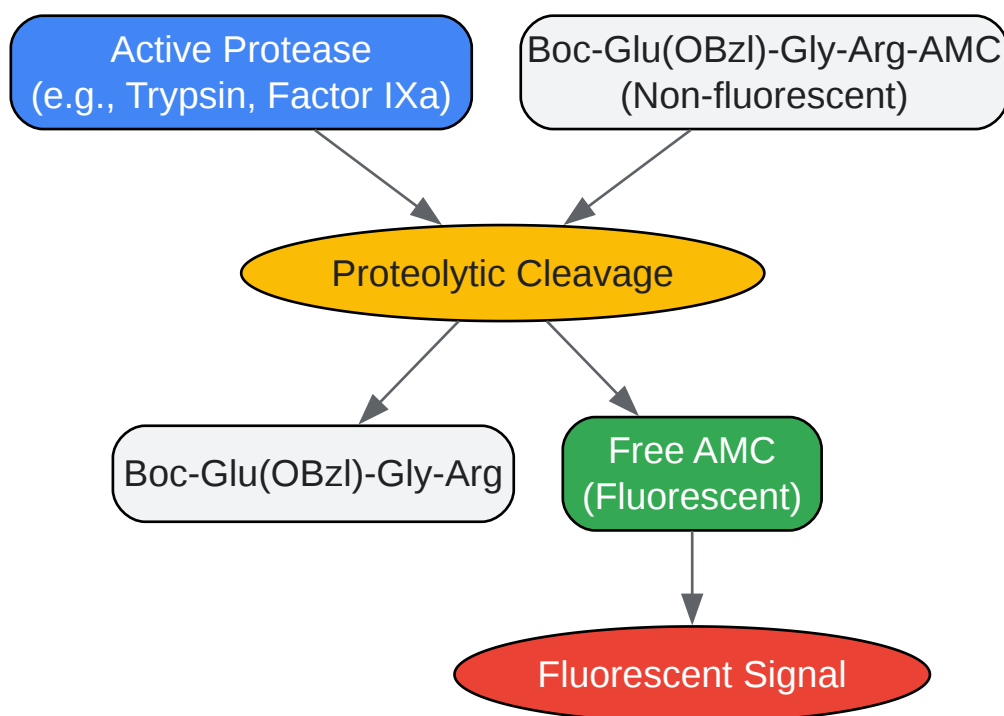 Active Protease
(e.g., Trypsin, Factor IXa)
Boc-Glu(OBzl)-Gly-Arg-AMC
(Non-fluorescent)
Proteolytic Cleavage
Boc-Glu(OBzl)-Gly-Arg
Free AMC
(Fluorescent)
Fluorescent Signal